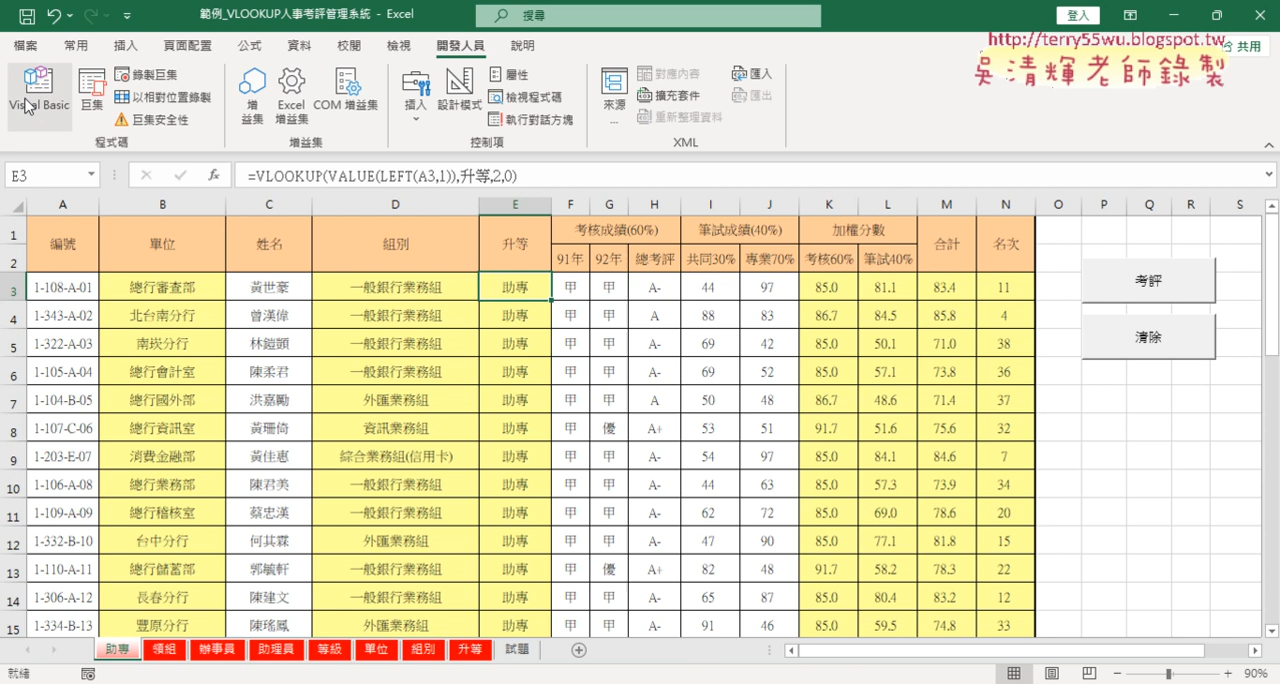 範例_VLOOKUP人事考評管理系統 - Excel
搜尋
登入
檔案 常用 插入 頁面配置 公式 資料 校閱 檢視 開發人員 說明
http://terry55wu.blogspot.tw
共用
吳清輝老師錄製
Visual Basic
巨集
錄製巨集
以相對位置錄製
巨集安全性
增益集
Excel 增益集
COM 增益集
插入
設計模式
屬性
檢視程式碼
執行對話方塊
來源...
對應內容
擴充套件
重新整理資料
匯入
匯出
程式碼 增益集 控制項 XML
E3
fx
=VLOOKUP(VALUE(LEFT(A3,1)),升等,2,0)
A B C D E F G H I J K L M N O P Q R S
1 編號 單位 姓名 組別 升等 考核成績(60%) 筆試成績(40%) 加權分數 合計 名次
2 91年 92年 總考評 共同30% 專業70% 考核60% 筆試40%
3 1-108-A-01 總行審查部 黃世豪 一般銀行業務組 助專 甲 甲 A- 44 97 85.0 81.1 83.4 11
4 1-343-A-02 北台南分行 曾漢偉 一般銀行業務組 助專 甲 甲 A 88 83 86.7 84.5 85.8 4
5 1-322-A-03 南崁分行 林鎧頤 一般銀行業務組 助專 甲 甲 A- 69 42 85.0 50.1 71.0 38
6 1-105-A-04 總行會計室 陳柔君 一般銀行業務組 助專 甲 甲 A- 69 52 85.0 57.1 73.8 36
7 1-104-B-05 總行國外部 洪嘉勵 外匯業務組 助專 甲 甲 A 50 48 86.7 48.6 71.4 37
8 1-107-C-06 總行資訊室 黃珊倚 資訊業務組 助專 甲 優 A+ 53 51 91.7 51.6 75.6 32
9 1-203-E-07 消費金融部 黃佳惠 綜合業務組(信用卡) 助專 甲 甲 A- 54 97 85.0 84.1 84.6 7
10 1-106-A-08 總行業務部 陳君美 一般銀行業務組 助專 甲 甲 A- 44 63 85.0 57.3 73.9 34
11 1-109-A-09 總行稽核室 蔡忠漢 一般銀行業務組 助專 甲 甲 A- 62 72 85.0 69.0 78.6 20
12 1-332-B-10 台中分行 何其霖 外匯業務組 助專 甲 甲 A- 47 90 85.0 77.1 81.8 15
13 1-110-A-11 總行儲蓄部 郭毓軒 一般銀行業務組 助專 甲 優 A+ 82 48 91.7 58.2 78.3 22
14 1-306-A-12 長春分行 陳建文 一般銀行業務組 助專 甲 甲 A- 65 87 85.0 80.4 83.2 12
15 1-334-B-13 豐原分行 陳瑤鳳 外匯業務組 助專 甲 甲 A- 91 46 85.0 59.5 74.8 33
考評
清除
助專 領組 辦事員 助理員 等級 單位 組別 升等 試題
就緒
90%